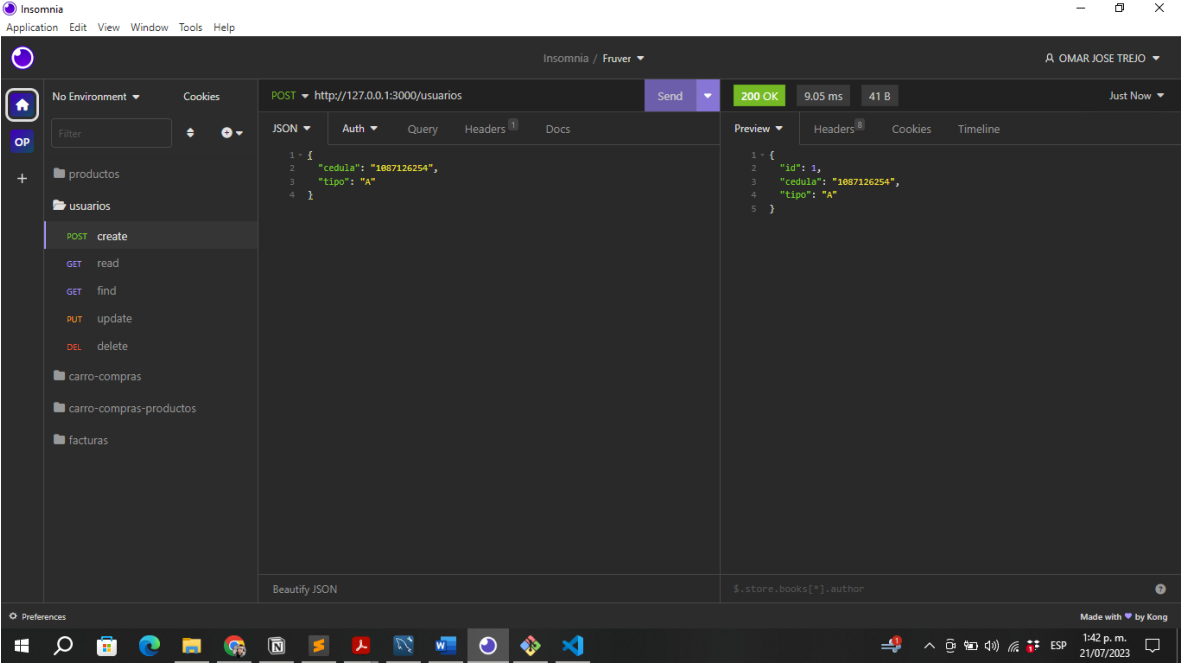 Insomnia
Application Edit View Window Tools Help
Insomnia / Fruver
OMAR JOSE TREJO
No Environment Cookies
Filter
OP
productos
usuarios
POST create
GET read
GET find
PUT update
DEL delete
carro-compras
carro-compras-productos
facturas
POST http://127.0.0.1:3000/usuarios Send
JSON Auth Query Headers 1 Docs
1 {
2 "cedula": "1087126254",
3 "tipo": "A"
4 }
Beautify JSON
200 OK 9.05 ms 41 B Just Now
Preview Headers 8 Cookies Timeline
1 {
2 "id": 1,
3 "cedula": "1087126254",
4 "tipo": "A"
5 }
$.store.books[*].author
Preferences
Made with by Kong
ESP
1:42 p. m.
21/07/2023